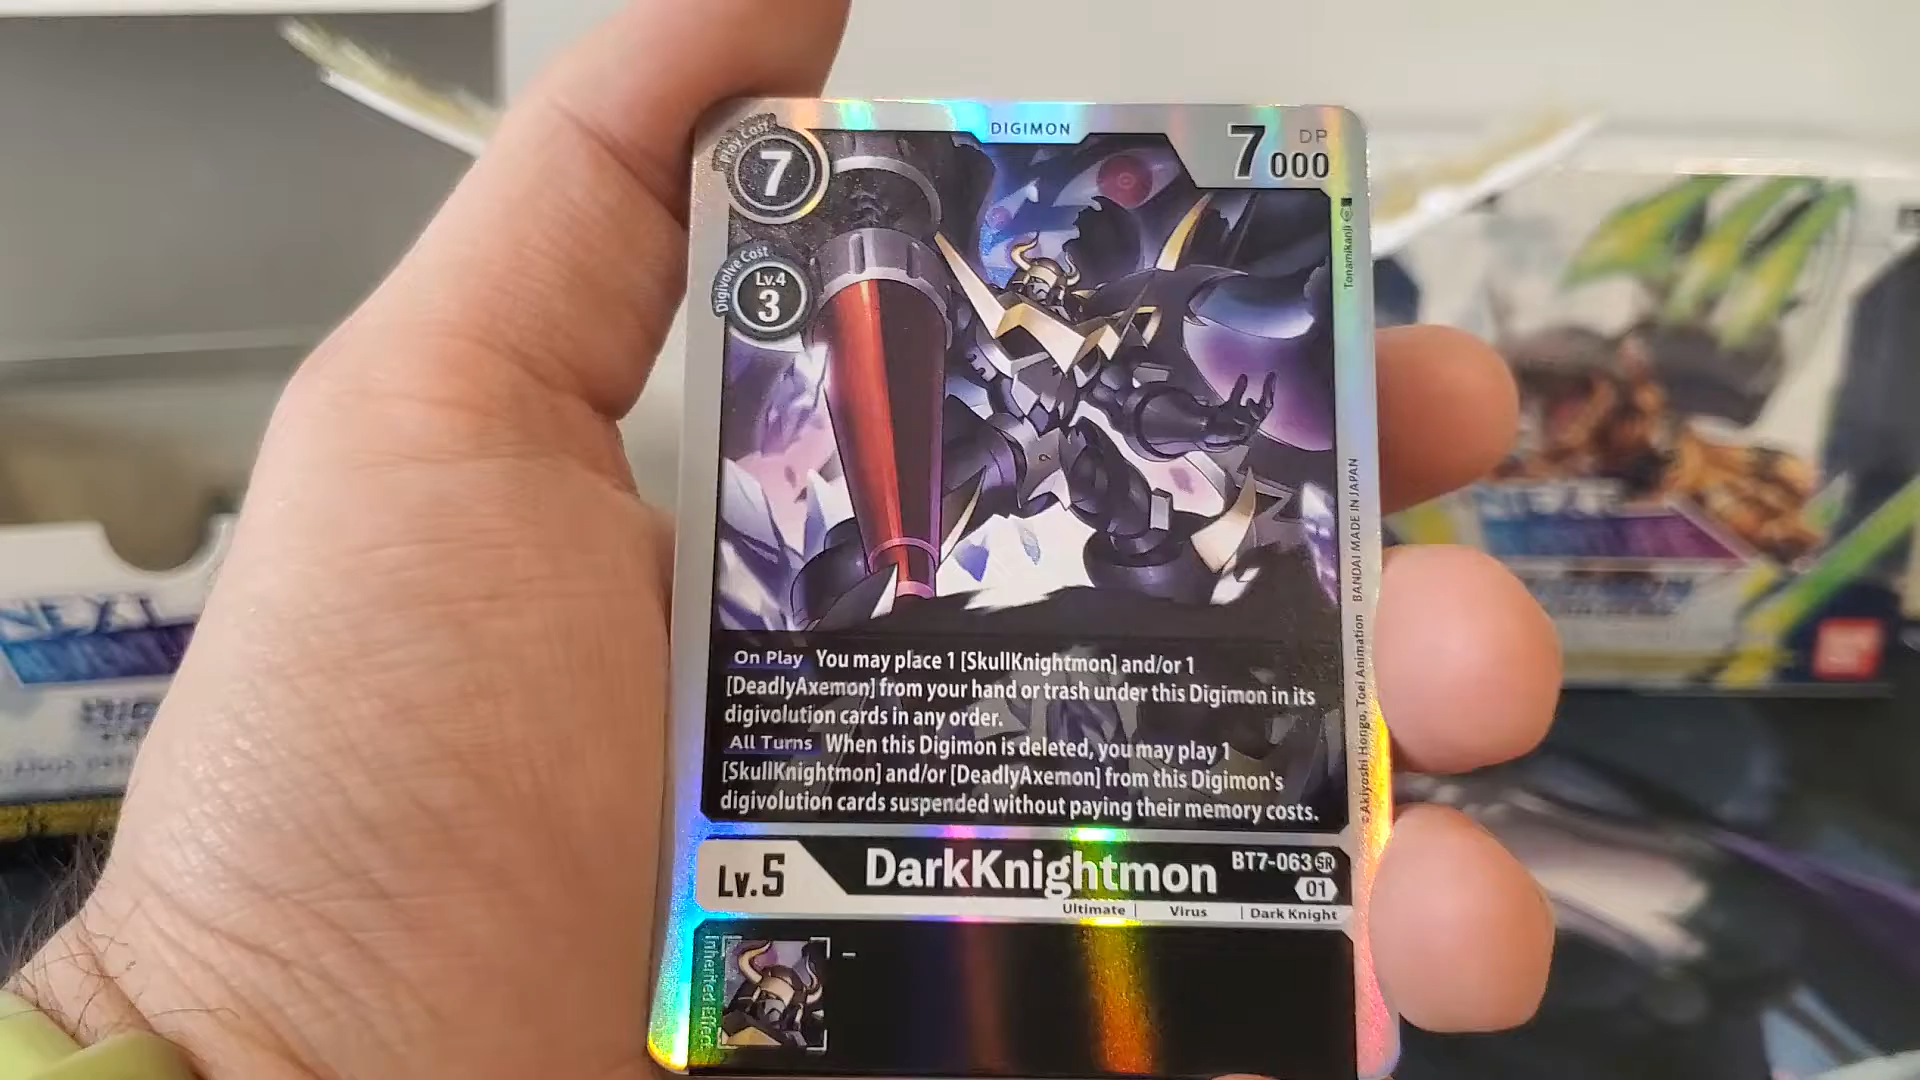 DIGIMON
Play Cost
7
DP
7000
Digivolve Cost
Lv.4
3
Tonamikanji
On Play You may place 1 [SkullKnightmon] and/or 1
[DeadlyAxemon] from your hand or trash under this Digimon in its
digivolution cards in any order.
All Turns When this Digimon is deleted, you may play 1
[SkullKnightmon] and/or [DeadlyAxemon] from this Digimon's
digivolution cards suspended without paying their memory costs.
©Akiyoshi Hongo, Toei Animation BANDAI MADE IN JAPAN
Lv.5
DarkKnightmon
BT7-063 SR
01
Ultimate | Virus | Dark Knight
Inherited Effect
-
NEXT